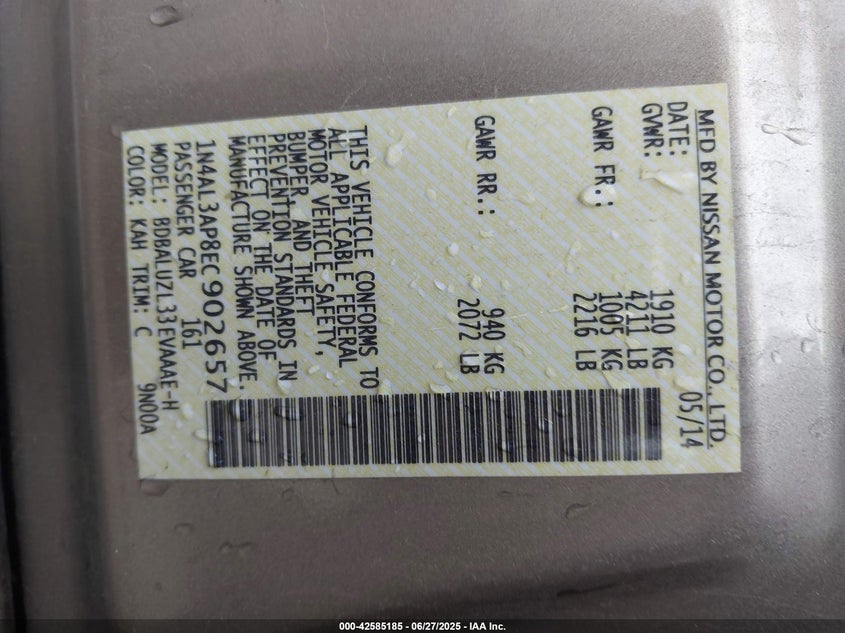 MFD BY NISSAN MOTOR CO., LTD.
DATE: 05/14
GVWR: 1910 KG
4211 LB
GAWR FR.: 1005 KG
2216 LB
GAWR RR.: 940 KG
2072 LB
THIS VEHICLE CONFORMS TO
ALL APPLICABLE FEDERAL
MOTOR VEHICLE SAFETY,
BUMPER, AND THEFT
PREVENTION STANDARDS IN
EFFECT ON THE DATE OF
MANUFACTURE SHOWN ABOVE.
1N4AL3AP8EC902657
PASSENGER CAR 161
MODEL: BDBALUZL33EVAAAE-H
COLOR: KAH TRIM: C 9N00A
000-42585185 - 06/27/2025 - IAA Inc.